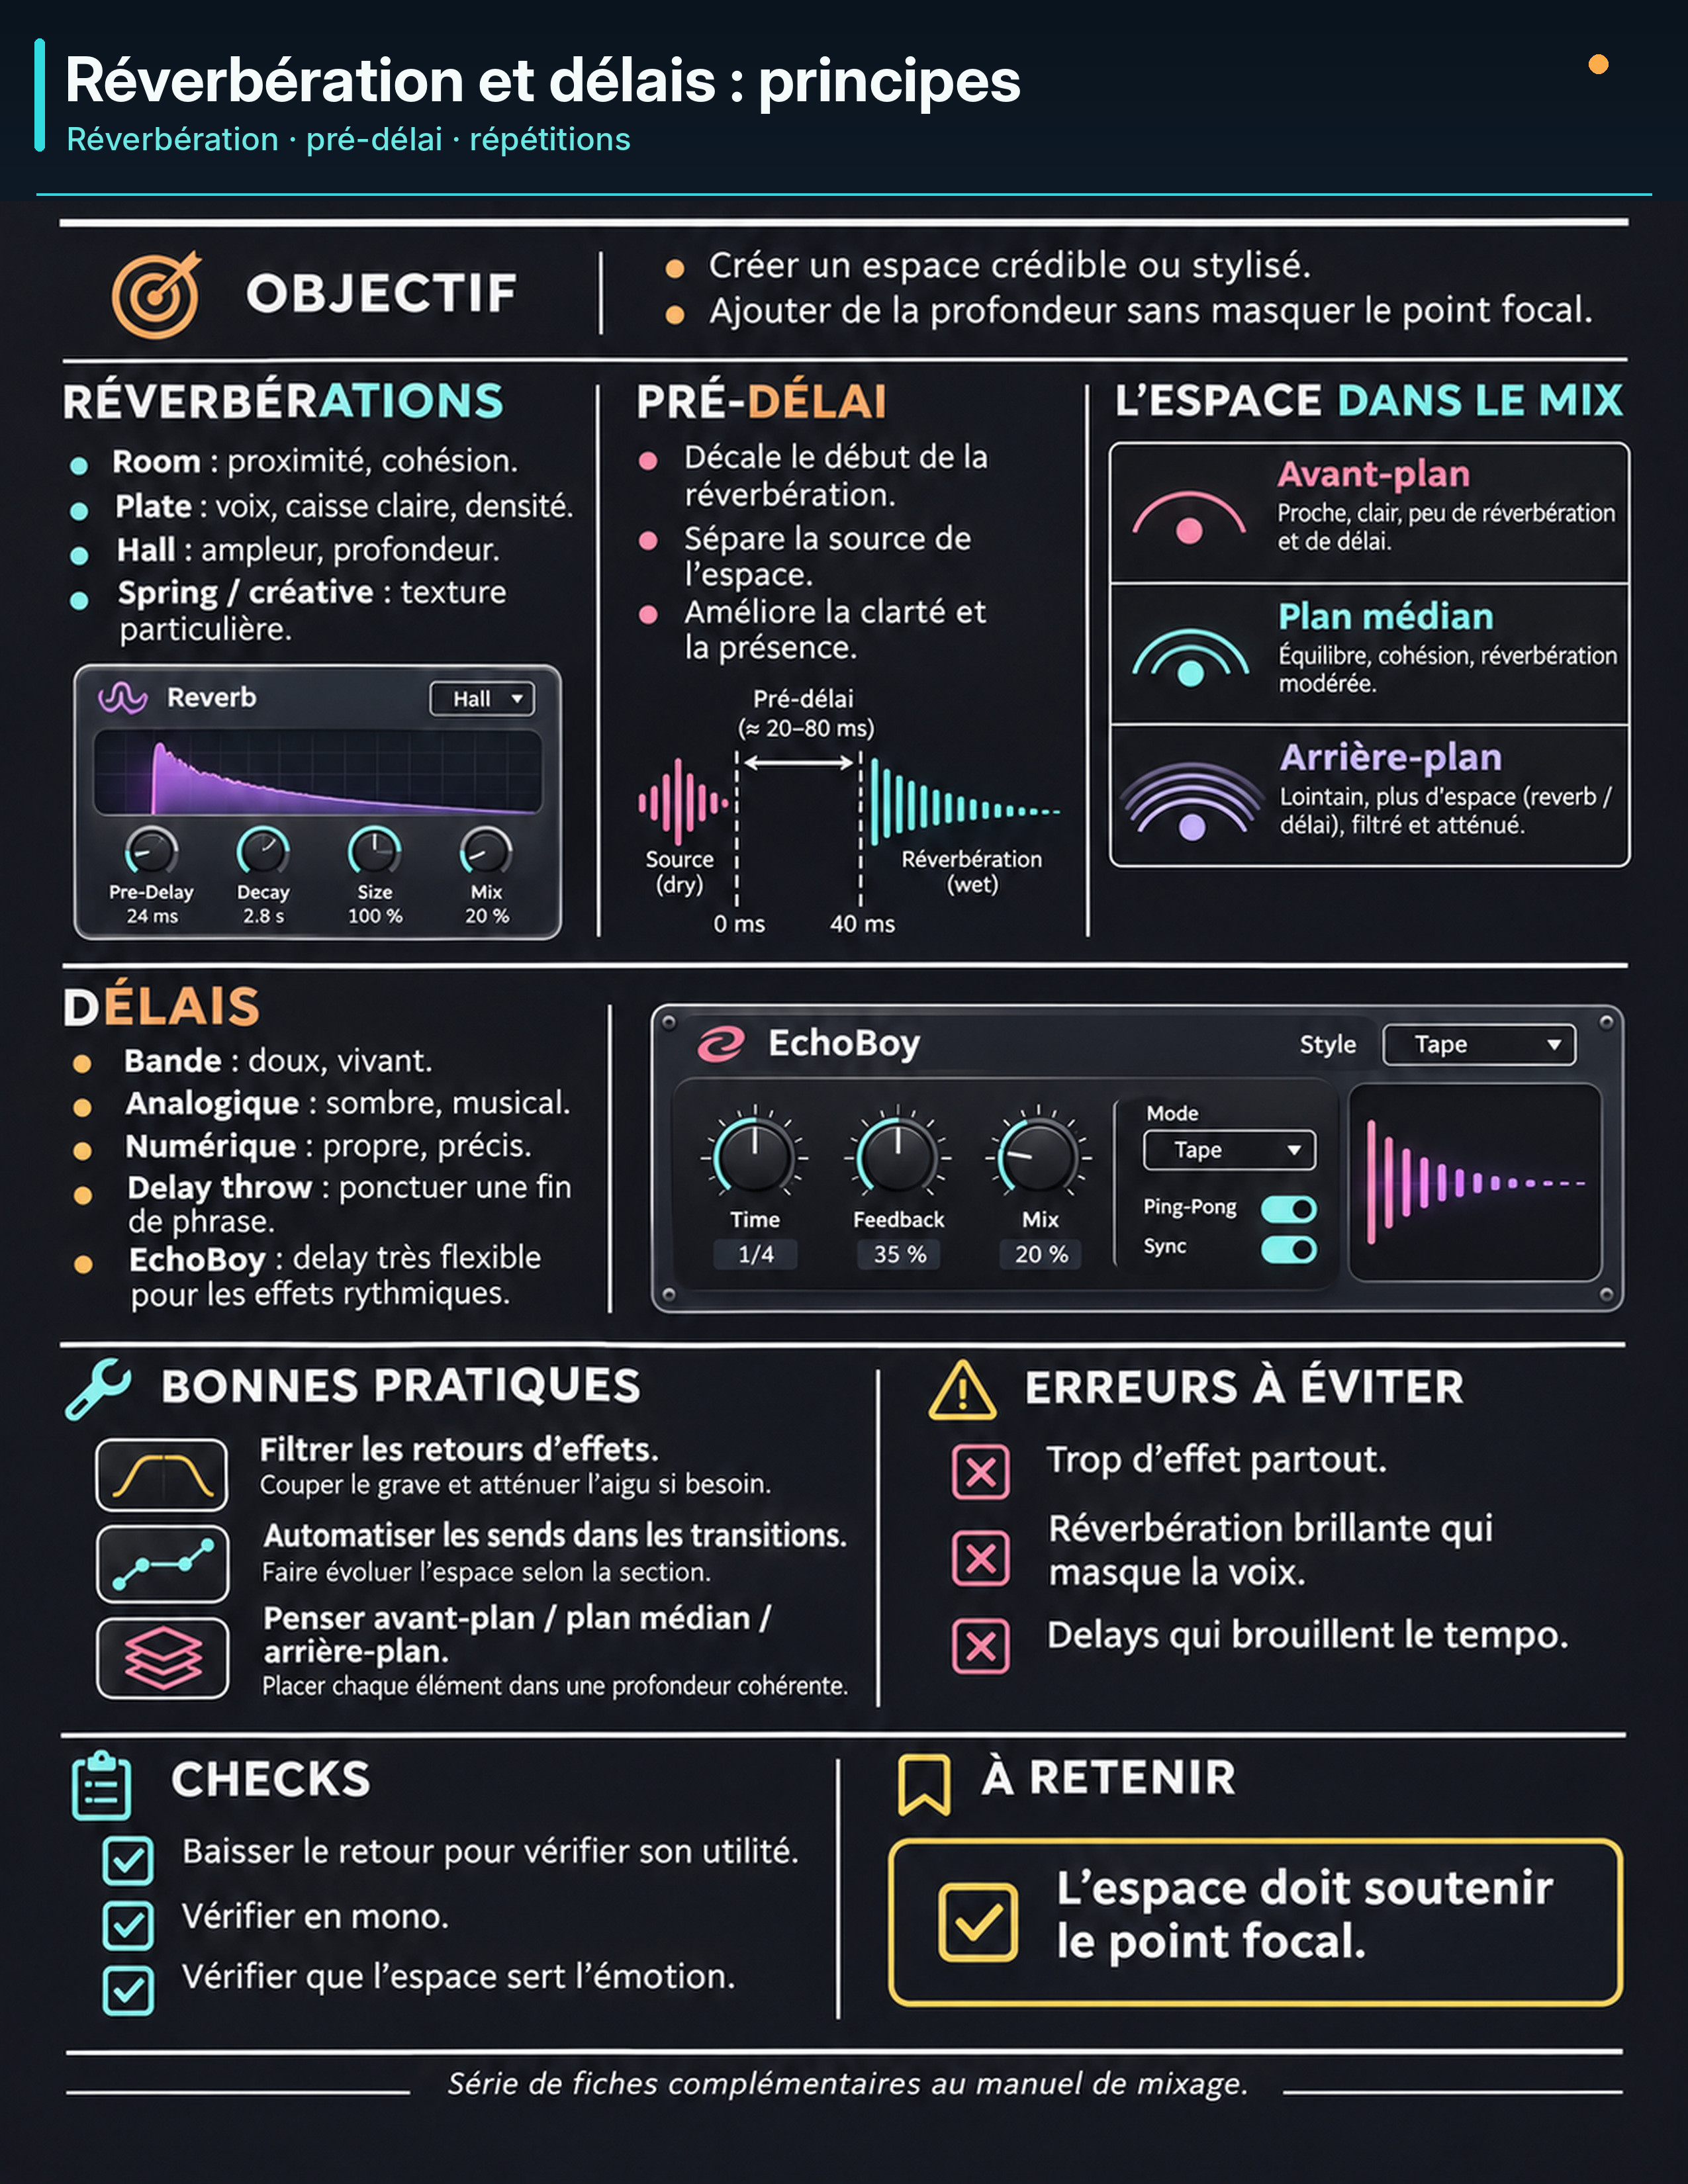 Réverbération et délais : principes
Réverbération · pré-délai · répétitions
OBJECTIF
Créer un espace crédible ou stylisé.
Ajouter de la profondeur sans masquer le point focal.
RÉVERBÉRATIONS
Room : proximité, cohésion.
Plate : voix, caisse claire, densité.
Hall : ampleur, profondeur.
Spring / créative : texture
particulière.
Reverb
Hall
Pre-Delay
24 ms
Decay
2.8 s
Size
100 %
Mix
20 %
PRÉ-DÉLAI
Décale le début de la
réverbération.
Sépare la source de
l'espace.
Améliore la clarté et
la présence.
Pré-délai
(≈ 20–80 ms)
Source
(dry)
Réverbération
(wet)
0 ms
40 ms
L'ESPACE DANS LE MIX
Avant-plan
Proche, clair, peu de réverbération
et de délai.
Plan médian
Équilibre, cohésion, réverbération
modérée.
Arrière-plan
Lointain, plus d'espace (reverb /
délai), filtré et atténué.
DÉLAIS
Bande : doux, vivant.
Analogique : sombre, musical.
Numérique : propre, précis.
Delay throw : ponctuer une fin
de phrase.
EchoBoy : delay très flexible
pour les effets rythmiques.
EchoBoy
Style
Tape
Time
1/4
Feedback
35 %
Mix
20 %
Mode
Tape
Ping-Pong
Sync
BONNES PRATIQUES
Filtrer les retours d'effets.
Couper le grave et atténuer l'aigu si besoin.
Automatiser les sends dans les transitions.
Faire évoluer l'espace selon la section.
Penser avant-plan / plan médian /
arrière-plan.
Placer chaque élément dans une profondeur cohérente.
ERREURS À ÉVITER
Trop d'effet partout.
Réverbération brillante qui
masque la voix.
Delays qui brouillent le tempo.
CHECKS
Baisser le retour pour vérifier son utilité.
Vérifier en mono.
Vérifier que l'espace sert l'émotion.
À RETENIR
L'espace doit soutenir
le point focal.
Série de fiches complémentaires au manuel de mixage.